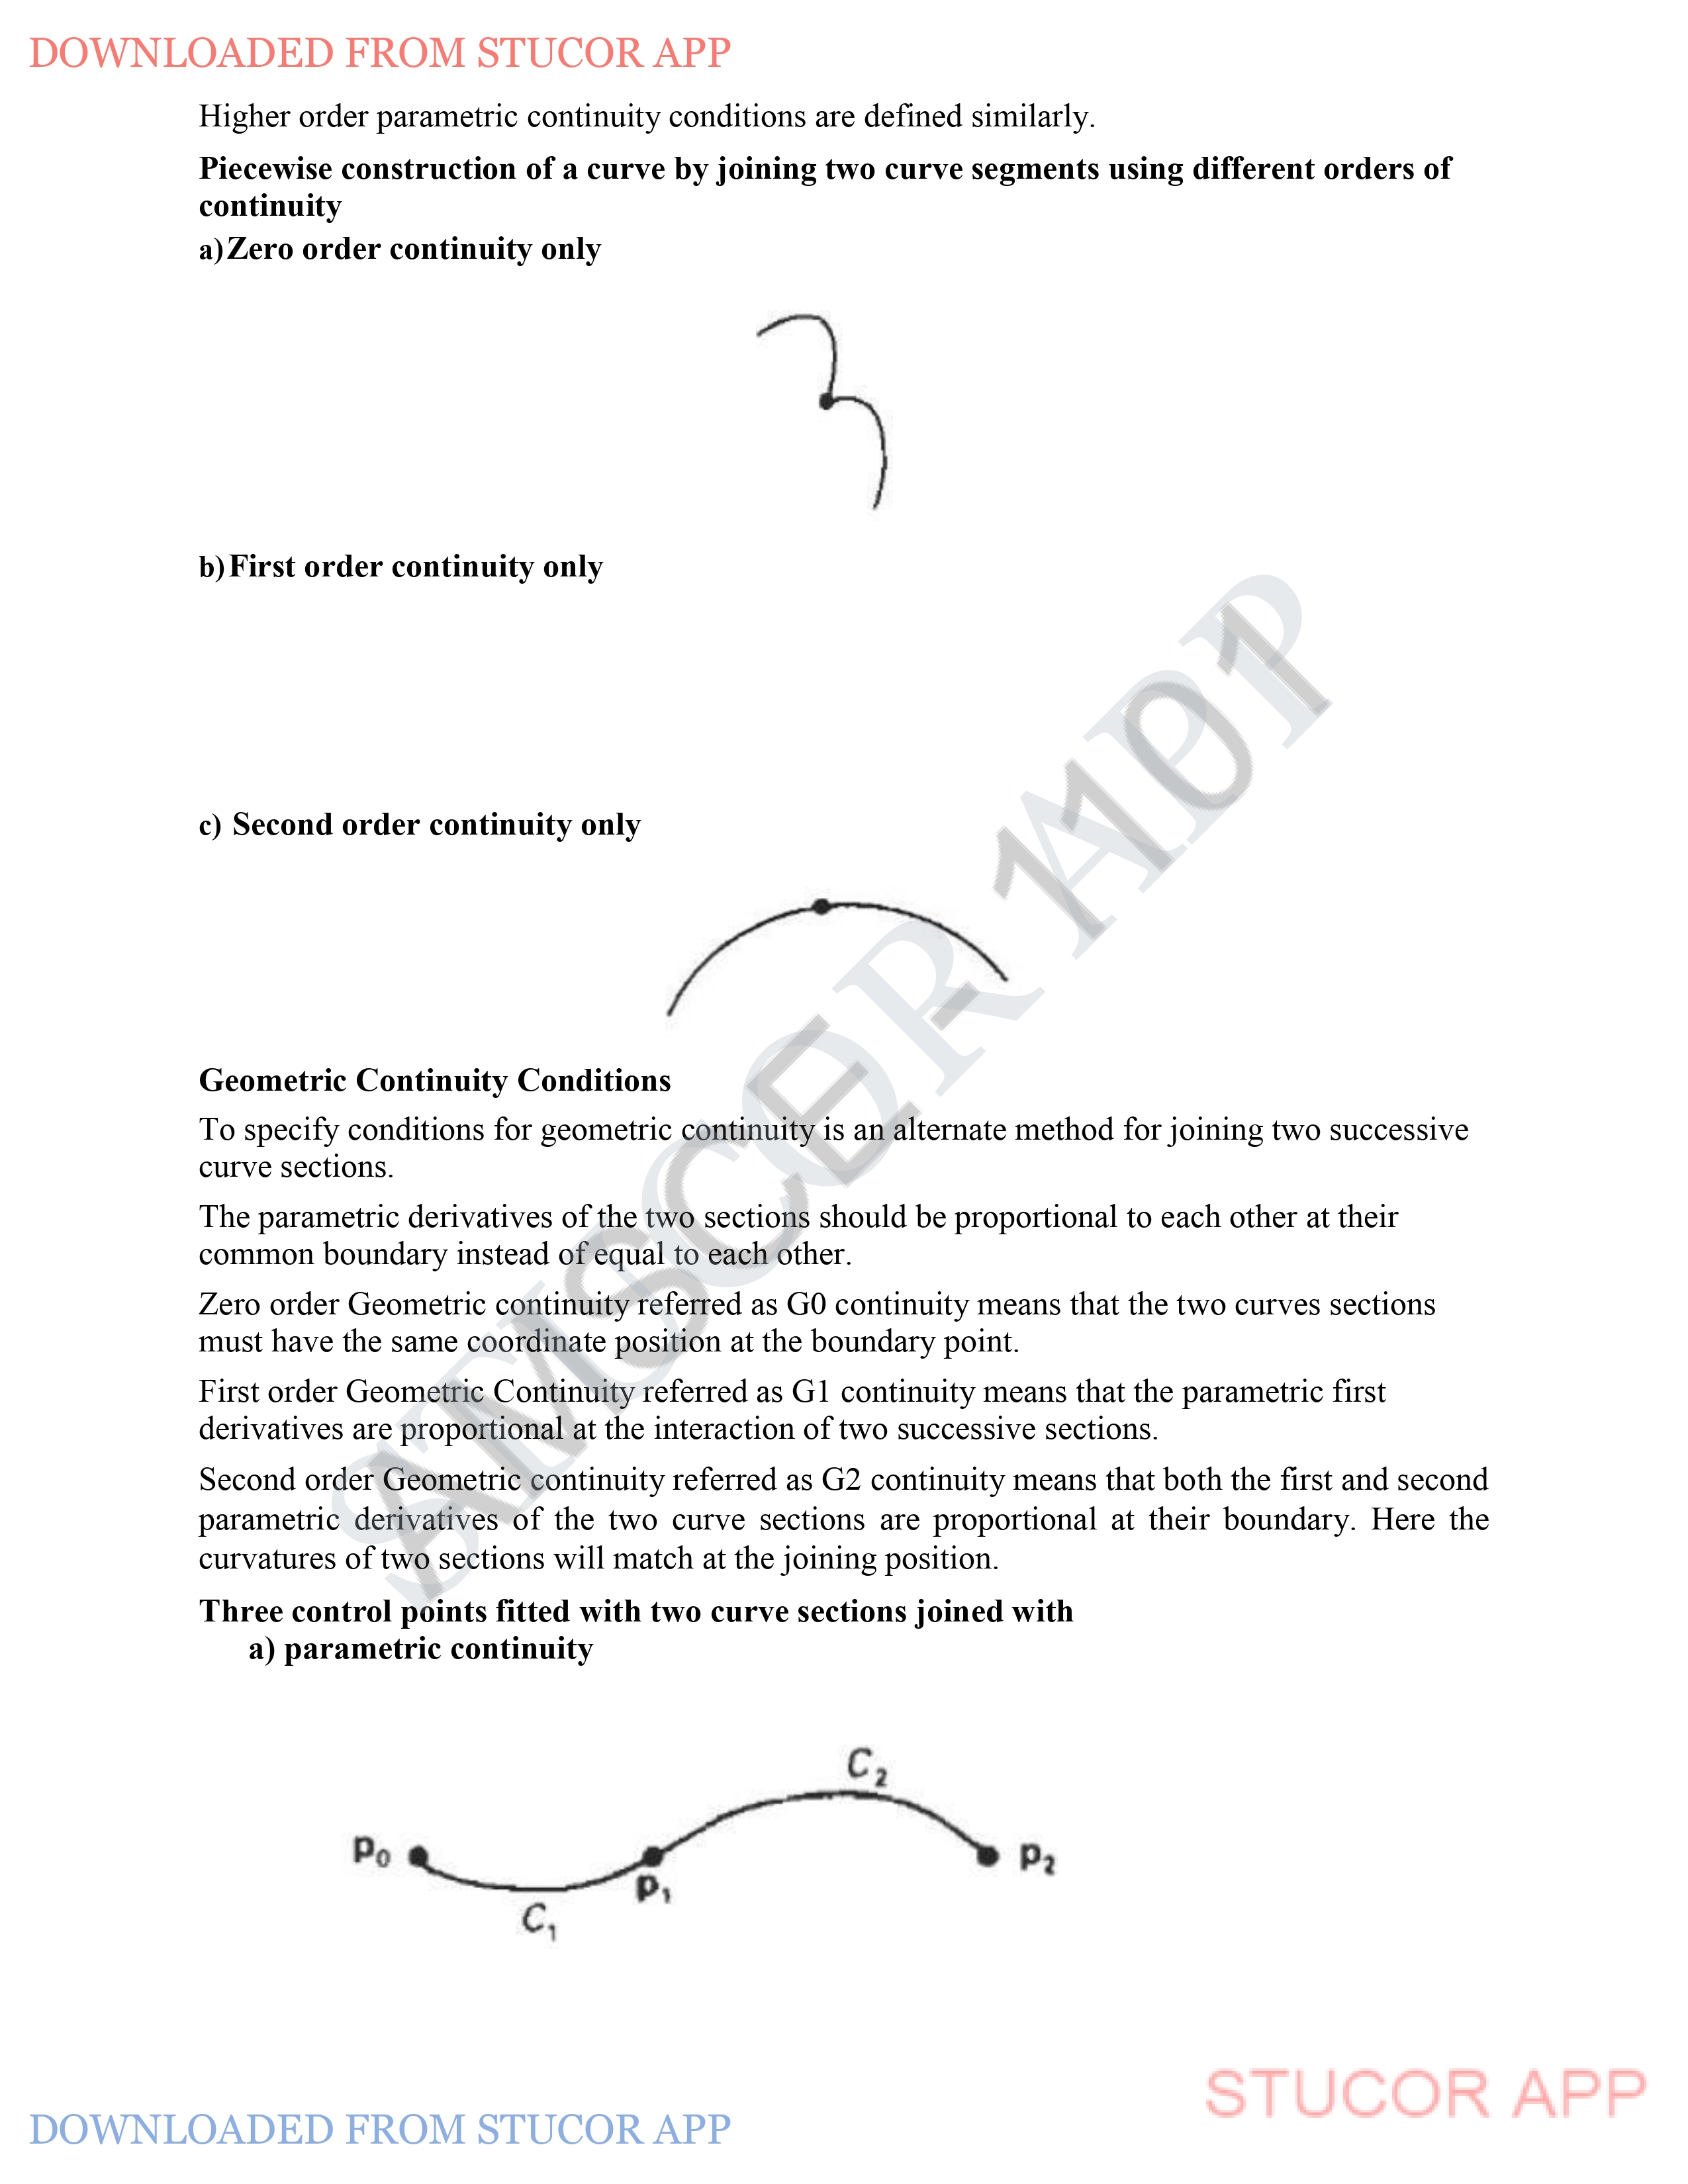 DOWNLOADED FROM STUCOR APP
Higher order parametric continuity conditions are defined similarly.
Piecewise construction of a curve by joining two curve segments using different orders of
continuity
a) Zero order continuity only
b) First order continuity only
c) Second order continuity only
Geometric Continuity Conditions
To specify conditions for geometric continuity is an alternate method for joining two successive
curve sections.
The parametric derivatives of the two sections should be proportional to each other at their
common boundary instead of equal to each other.
Zero order Geometric continuity referred as G0 continuity means that the two curves sections
must have the same coordinate position at the boundary point.
First order Geometric Continuity referred as G1 continuity means that the parametric first
derivatives are proportional at the interaction of two successive sections.
Second order Geometric continuity referred as G2 continuity means that both the first and second
parametric derivatives of the two curve sections are proportional at their boundary. Here the
curvatures of two sections will match at the joining position.
Three control points fitted with two curve sections joined with
a) parametric continuity
C₂
P₀
P₁
P₂
C₁
STUCOR APP
AMSCE-1101
STUCOR APP
DOWNLOADED FROM STUCOR APP